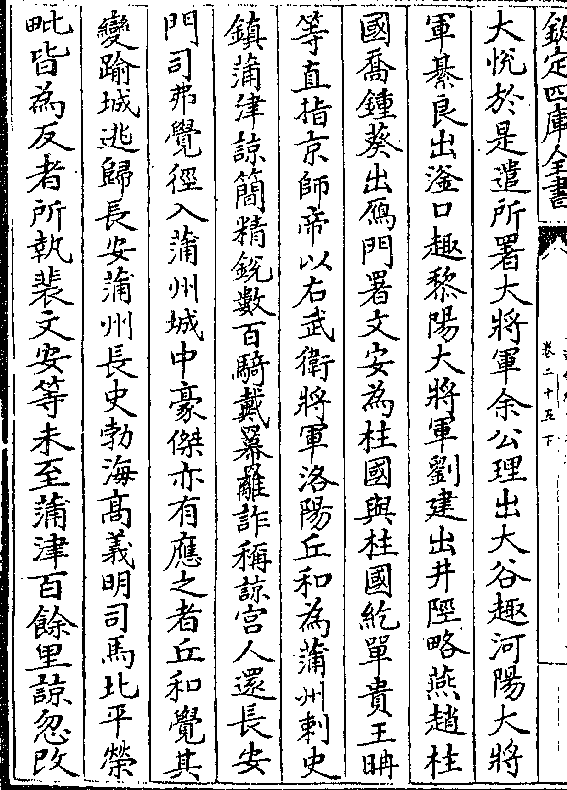 欽定四庫全書
卷二十五下
大悅於是遣所署大將軍余公理出大谷趣河陽大將
軍綦良出滏口趣黎陽大將軍劉建出井陘略燕趙柱
國喬鍾葵出鴈門署文安為柱國與柱國紇單貴王聃
等直指京師帝以右武衛將軍洛陽丘和為蒲州刺史
鎮蒲津諒簡精銳數百騎戴羃䍦詐稱諒宮人還長安
門司弗覺徑入蒲州城中豪傑亦有應之者丘和覺其
變踰城逃歸長安蒲州長史勃海高義明司馬北平榮
毗皆為反者所執裴文安等未至蒲津百餘里諒忽改